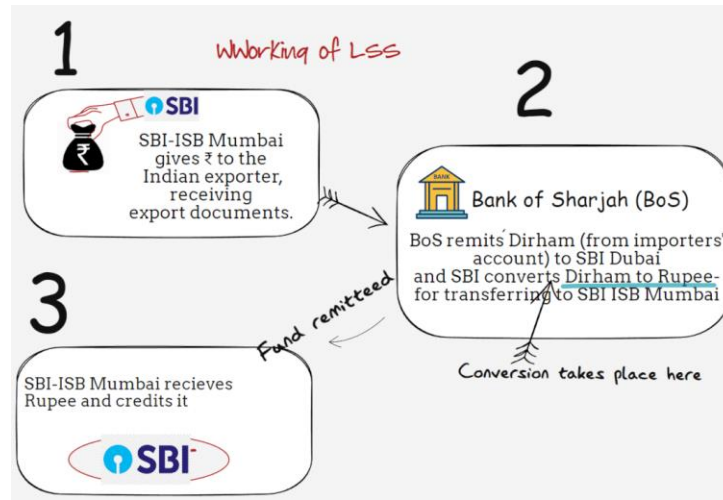 WWorking of LSS
1
SBI
₹
SBI-ISB Mumbai
gives ₹ to the
Indian exporter,
receiving
export documents.
2
BANK
Bank of Sharjah (BoS)
BoS remits Dirham (from importers'
account) to SBI Dubai
and SBI converts Dirham to Rupee-
for transferring to SBI ISB Mumbai
Conversion takes place here
Fund remitteed
3
SBI-ISB Mumbai recieves
Rupee and credits it
SBI